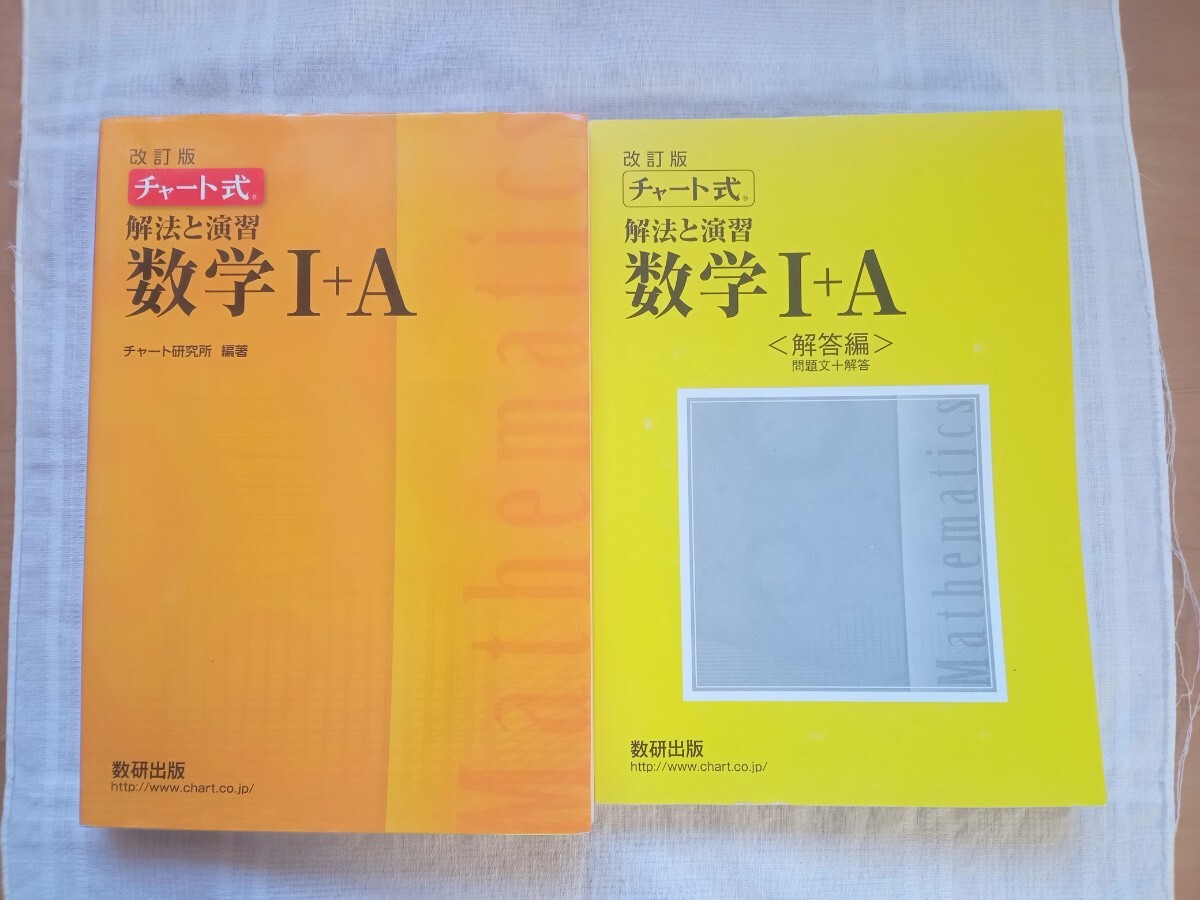 改訂版
チャート式®
解法と演習
数学Ⅰ+A
チャート研究所 編著
Mathematics
数研出版
http://www.chart.co.jp/
改訂版
チャート式®
解法と演習
数学Ⅰ+A
<解答編>
問題文+解答
Mathematics
数研出版
http://www.chart.co.jp/